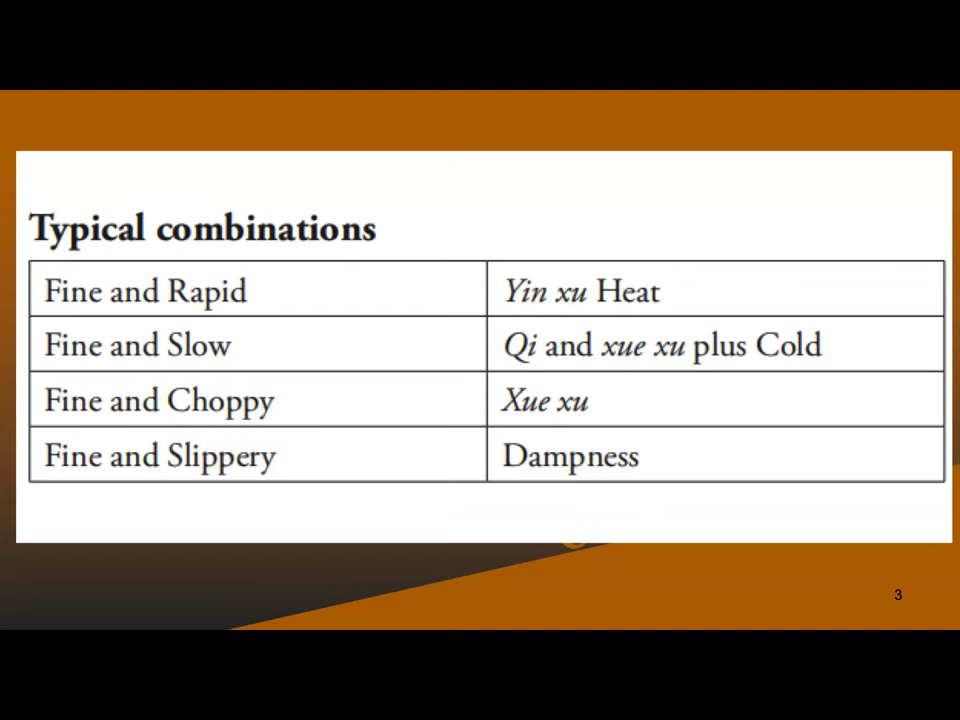 Typical combinations
Fine and Rapid Yin xu Heat
Fine and Slow Qi and xue xu plus Cold
Fine and Choppy Xue xu
Fine and Slippery Dampness
3